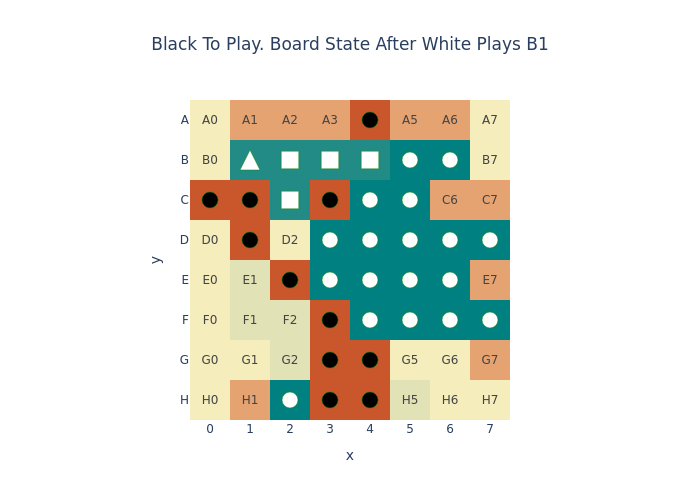 Black To Play. Board State After White Plays B1
A A0 A1 A2 A3 A5 A6 A7
B B0 B7
C C6 C7
D D0 D2
E E0 E1 E7
F F0 F1 F2
G G0 G1 G2 G5 G6 G7
H H0 H1 H5 H6 H7
0 1 2 3 4 5 6 7
x
y